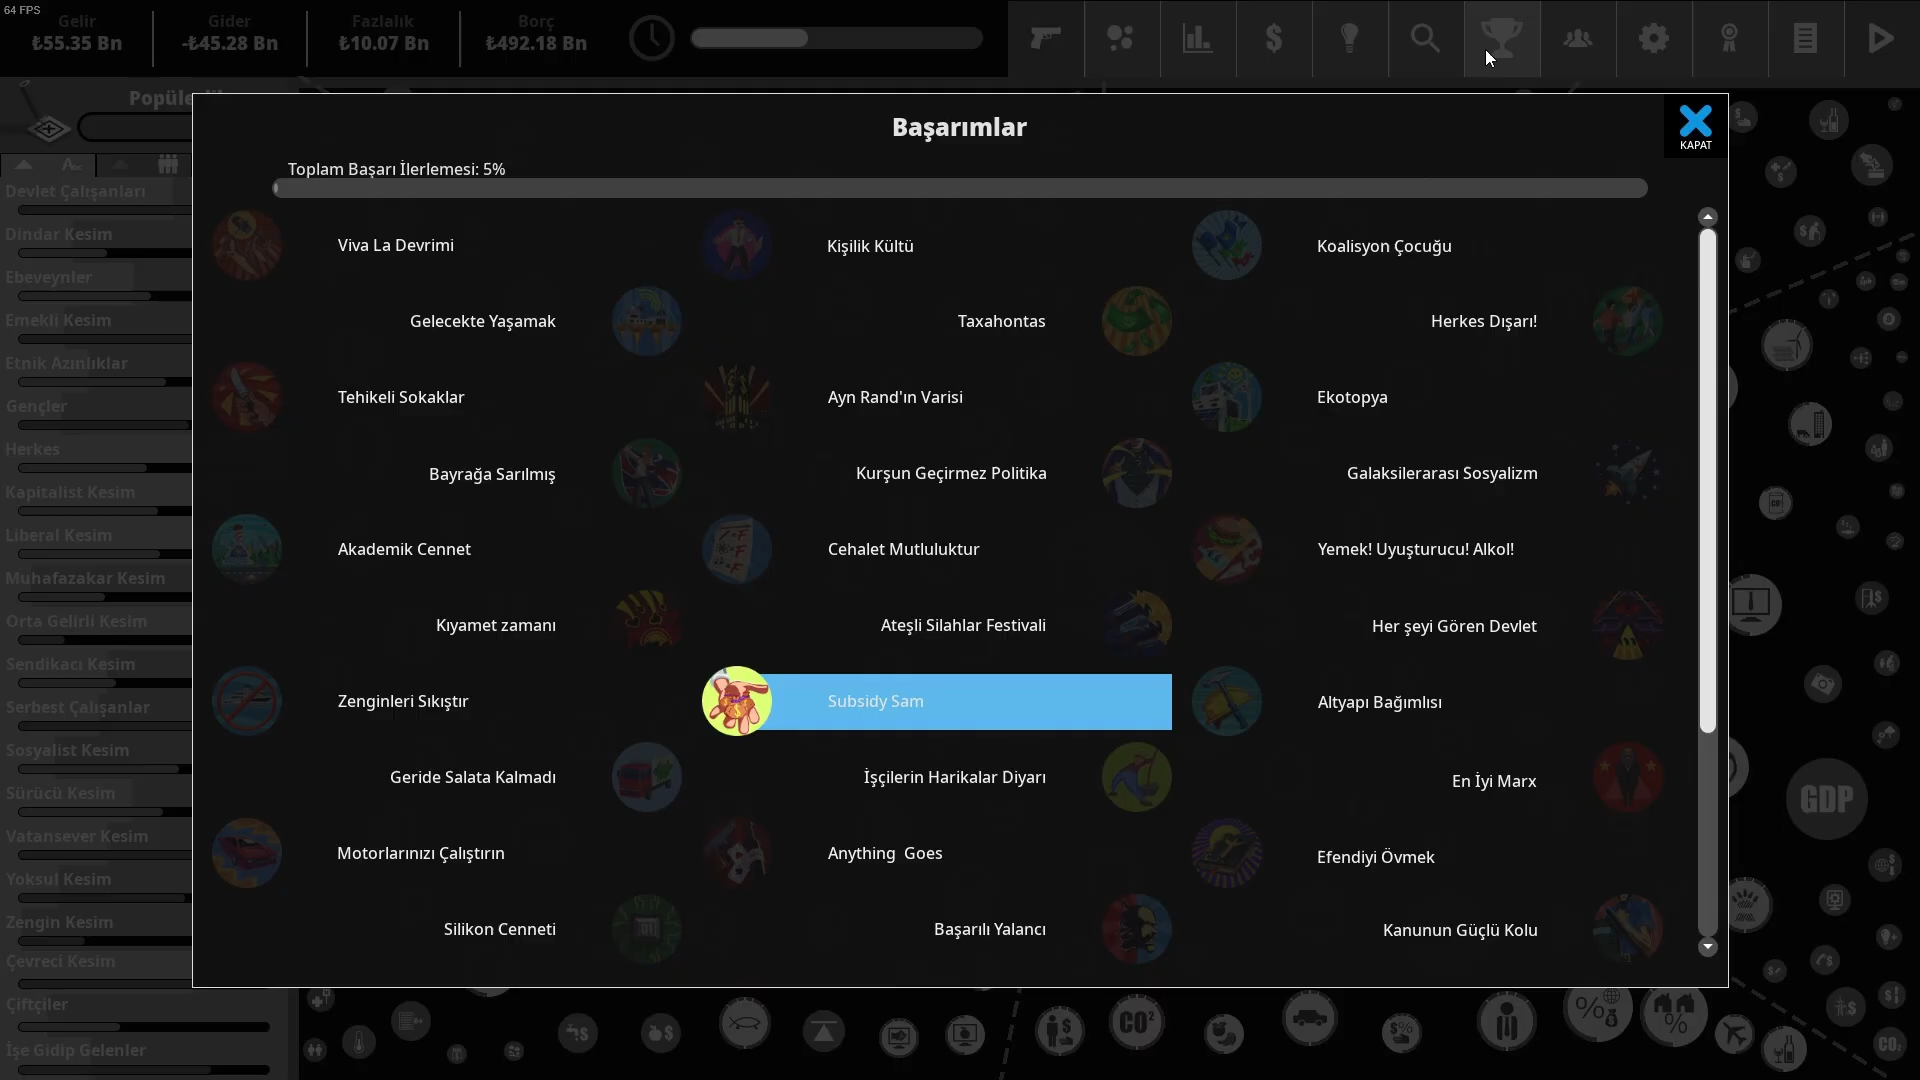 64 FPS
Gelir
₺55.35 Bn
Gider
-₺45.28 Bn
Fazlalık
₺10.07 Bn
Borç
₺492.18 Bn
Başarımlar
KAPAT
Toplam Başarı İlerlemesi: 5%
Viva La Devrimi
Kişilik Kültü
Koalisyon Çocuğu
Gelecekte Yaşamak
Taxahontas
Herkes Dışarı!
Tehikeli Sokaklar
Ayn Rand'ın Varisi
Ekotopya
Bayrağa Sarılmış
Kurşun Geçirmez Politika
Galaksilerarası Sosyalizm
Akademik Cennet
Cehalet Mutluluktur
Yemek! Uyuşturucu! Alkol!
Kıyamet zamanı
Ateşli Silahlar Festivali
Her şeyi Gören Devlet
Zenginleri Sıkıştır
Subsidy Sam
Altyapı Bağımlısı
Geride Salata Kalmadı
İşçilerin Harikalar Diyarı
En İyi Marx
Motorlarınızı Çalıştırın
Anything  Goes
Efendiyi Övmek
Silikon Cenneti
Başarılı Yalancı
Kanunun Güçlü Kolu
Devlet Çalışanları
Dindar Kesim
Ebeveynler
Emekli Kesim
Etnik Azınlıklar
Gençler
Herkes
Kapitalist Kesim
Liberal Kesim
Muhafazakar Kesim
Orta Gelirli Kesim
Sendikacı Kesim
Serbest Çalışanlar
Sosyalist Kesim
Sürücü Kesim
Vatansever Kesim
Yoksul Kesim
Zengin Kesim
Çevreci Kesim
Çiftçiler
İşe Gidip Gelenler
GDP
CO²
CO₂